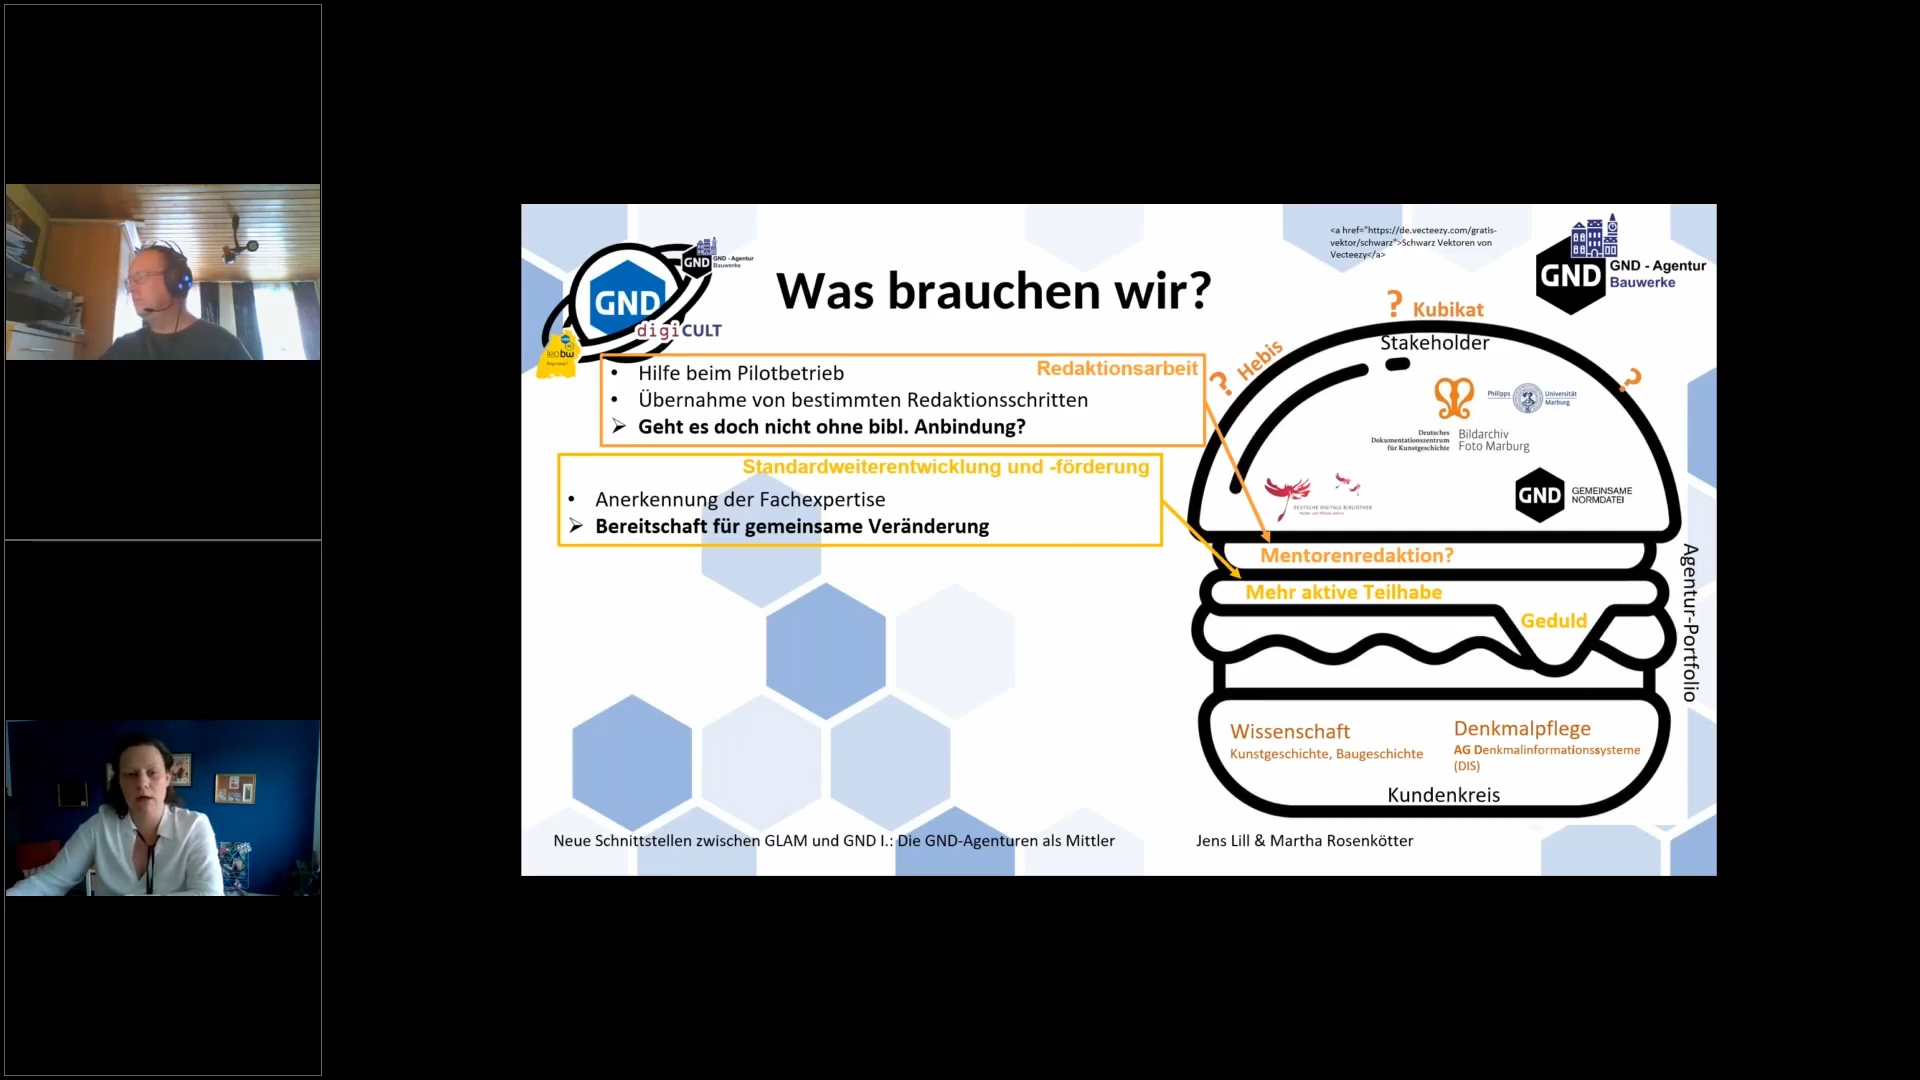 <a href="https://de.vecteezy.com/gratis-
vektor/schwarz">Schwarz Vektoren von
Vecteezy</a>
GND
GND - Agentur
Bauwerke
GND
GND - Agentur
Bauwerke
GND
digiCULT
leobw
Was brauchen wir?
Redaktionsarbeit
• Hilfe beim Pilotbetrieb
• Übernahme von bestimmten Redaktionsschritten
➢ Geht es doch nicht ohne bibl. Anbindung?
Standardweiterentwicklung und -förderung
• Anerkennung der Fachexpertise
➢ Bereitschaft für gemeinsame Veränderung
? Kubikat
? Hebis
?
Stakeholder
Philipps Universität
Marburg
Deutsches
Dokumentationszentrum
für Kunstgeschichte
Bildarchiv
Foto Marburg
DEUTSCHE DIGITALE BIBLIOTHEK
GND
GEMEINSAME
NORMDATEI
Mentorenredaktion?
Mehr aktive Teilhabe
Geduld
Agentur-Portfolio
Wissenschaft
Kunstgeschichte, Baugeschichte
Denkmalpflege
AG Denkmalinformationssysteme
(DIS)
Kundenkreis
Neue Schnittstellen zwischen GLAM und GND I.: Die GND-Agenturen als Mittler
Jens Lill & Martha Rosenkötter